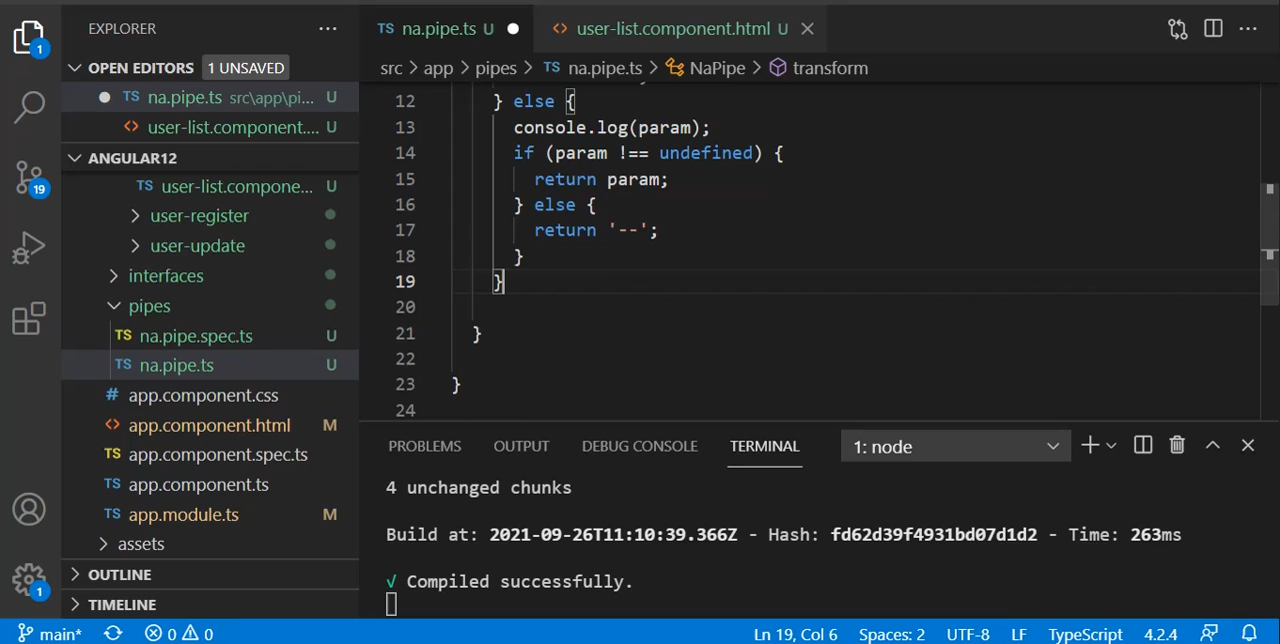 EXPLORER
OPEN EDITORS 1 UNSAVED
TS na.pipe.ts src\app\pi... U
<> user-list.component.... U
ANGULAR12
TS user-list.compone... U
user-register
user-update
interfaces
pipes
TS na.pipe.spec.ts U
TS na.pipe.ts U
# app.component.css
<> app.component.html M
TS app.component.spec.ts
TS app.component.ts
TS app.module.ts M
assets
OUTLINE
TIMELINE
1
19
1
TS na.pipe.ts U
<> user-list.component.html U
src > app > pipes > TS na.pipe.ts > NaPipe > transform
12 } else {
13 console.log(param);
14 if (param !== undefined) {
15 return param;
16 } else {
17 return '--';
18 }
19 }
20
21 }
22
23 }
24
PROBLEMS OUTPUT DEBUG CONSOLE TERMINAL 1: node
4 unchanged chunks
Build at: 2021-09-26T11:10:39.366Z - Hash: fd62d39f4931bd07d1d2 - Time: 263ms
√ Compiled successfully.
main* 0 0 Ln 19, Col 6 Spaces: 2 UTF-8 LF TypeScript 4.2.4